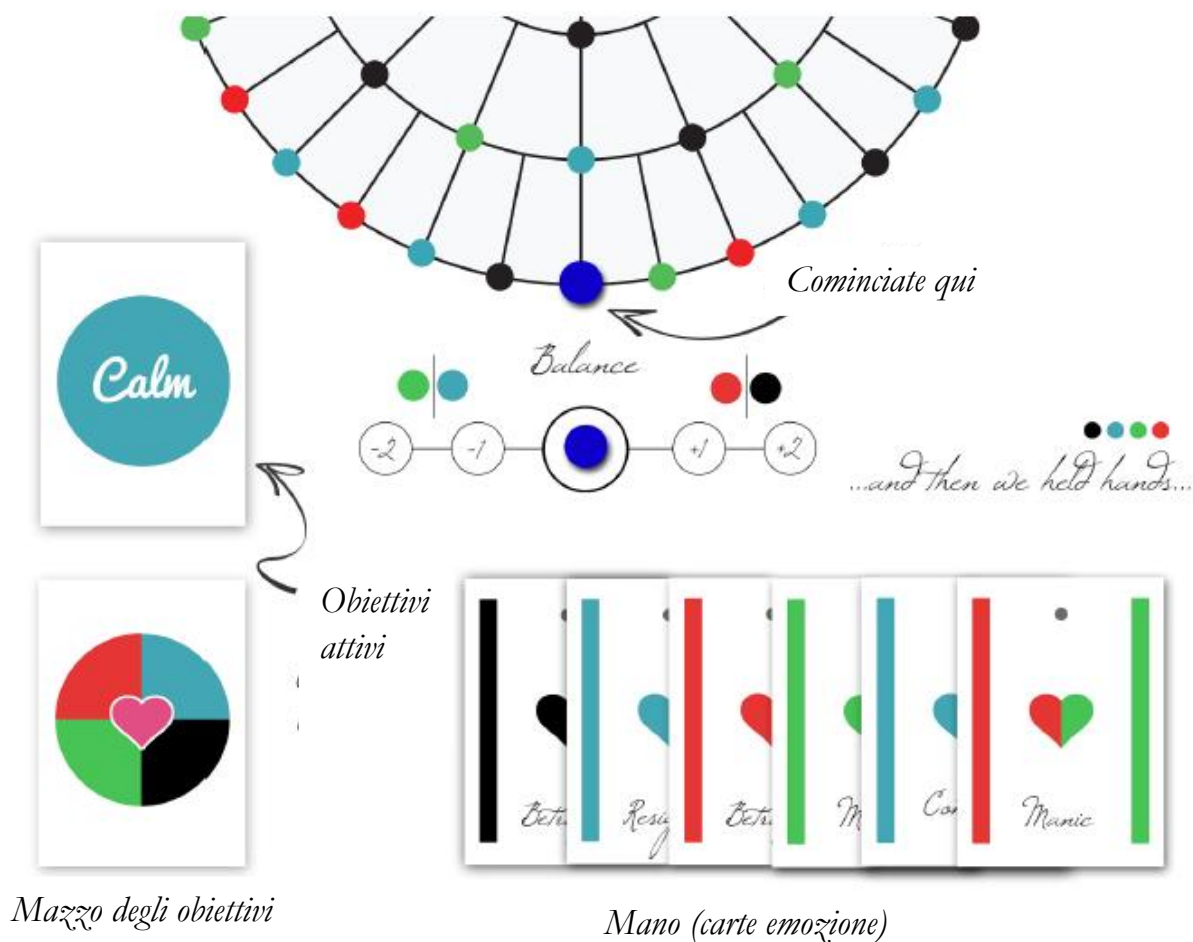 Cominciate qui
Balance
Calm
-2
-1
+1
+2
...and then we held hands...
Obiettivi
attivi
Manic
Mazzo degli obiettivi
Mano (carte emozione)